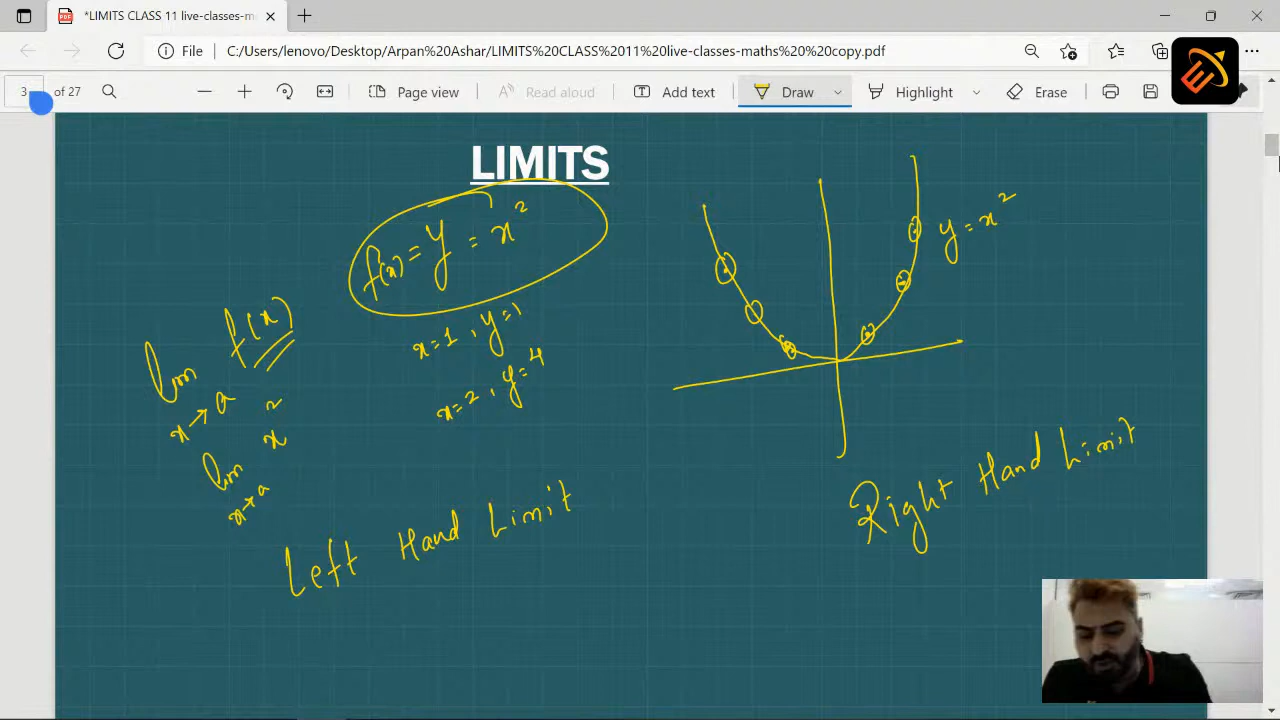 *LIMITS CLASS 11 live-classes-m
File
C:/Users/lenovo/Desktop/Arpan%20Ashar/LIMITS%20CLASS%2011%20live-classes-maths%20%20copy.pdf
3 of 27
Page view
Read aloud
Add text
Draw
Highlight
Erase
LIMITS
f(x) = y = x²
y = x²
x=1, y=1
x=2, y=4
lim f(x)
x→a
lim x²
x→a
Left Hand Limit
Right Hand Limit